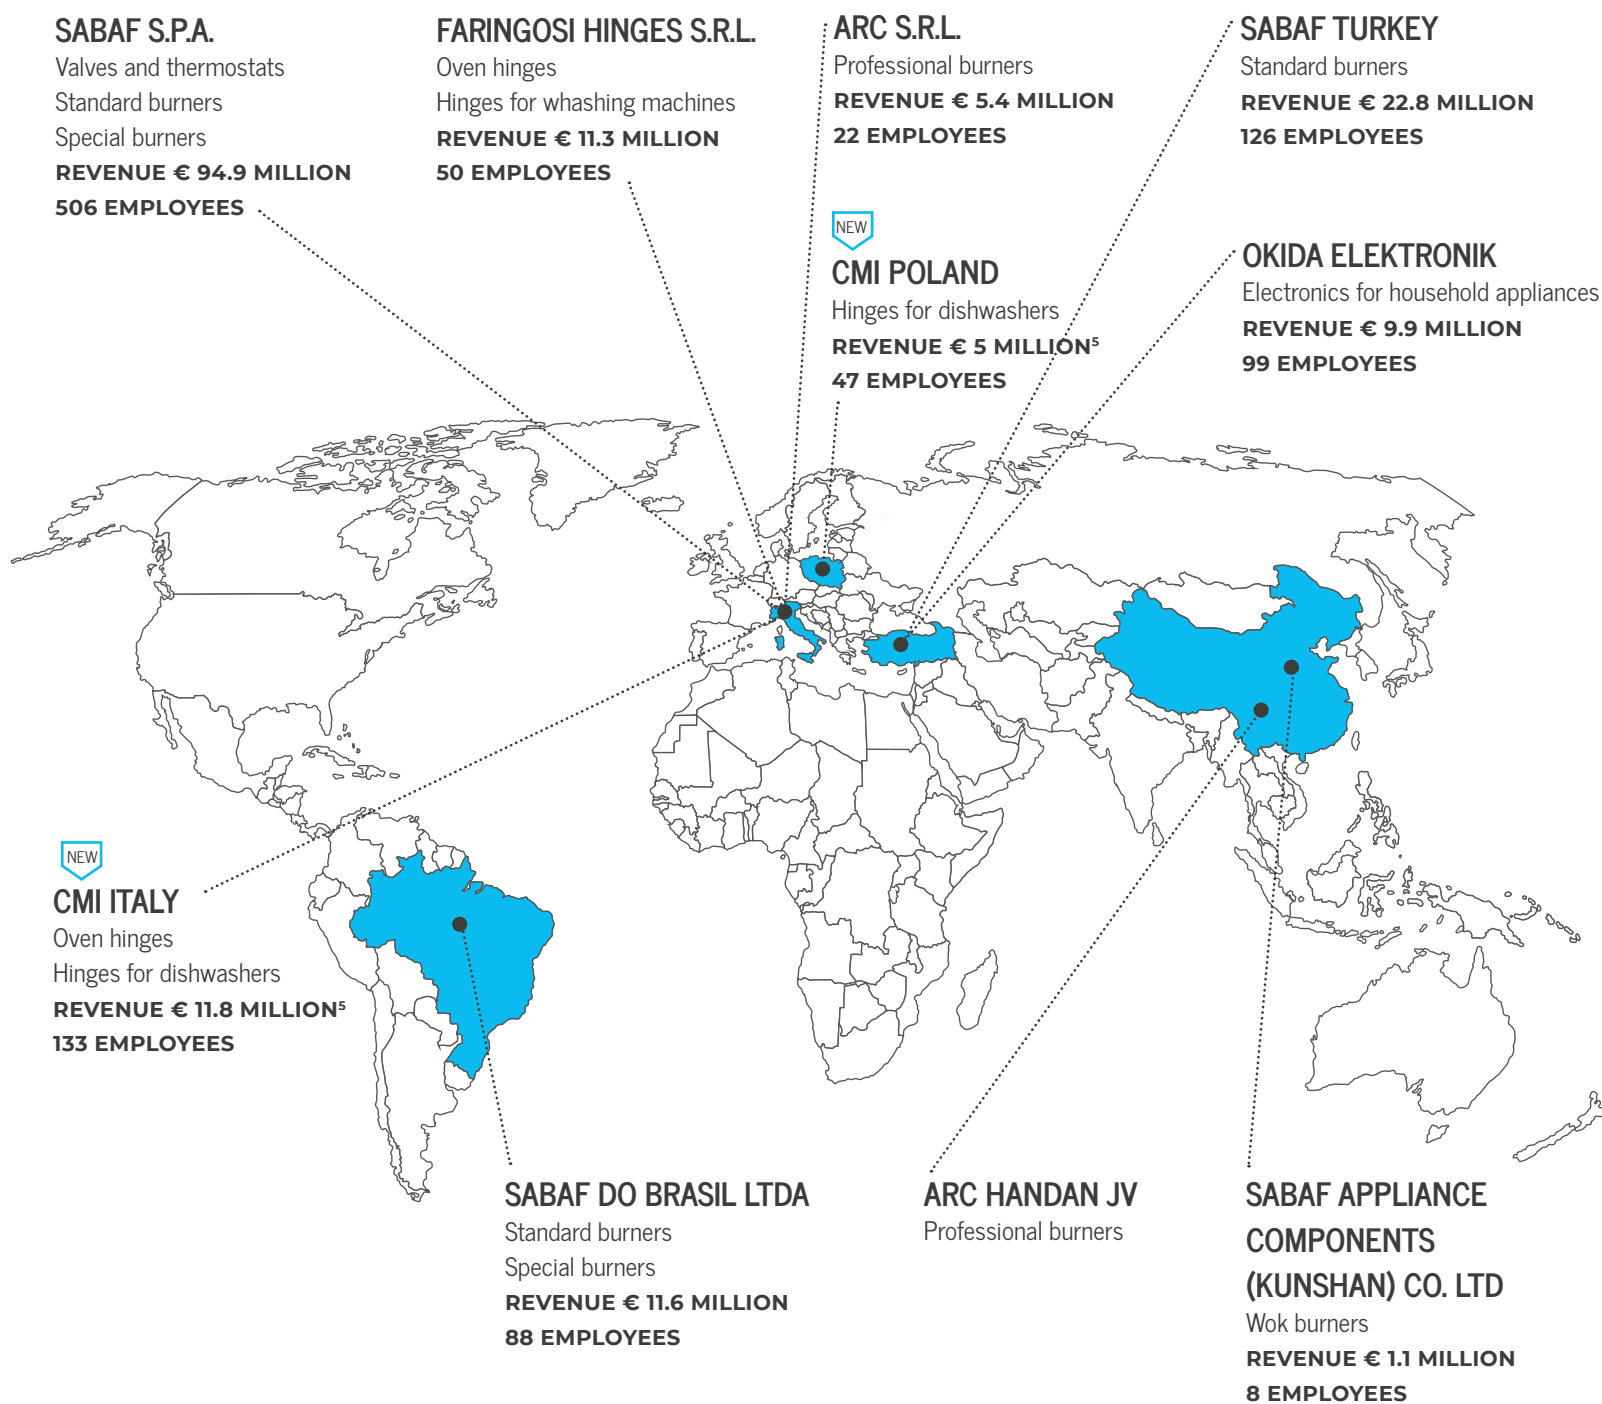 SABAF S.P.A.
Valves and thermostats
Standard burners
Special burners
REVENUE € 94.9 MILLION
506 EMPLOYEES
FARINGOSI HINGES S.R.L.
Oven hinges
Hinges for whashing machines
REVENUE € 11.3 MILLION
50 EMPLOYEES
ARC S.R.L.
Professional burners
REVENUE € 5.4 MILLION
22 EMPLOYEES
SABAF TURKEY
Standard burners
REVENUE € 22.8 MILLION
126 EMPLOYEES
NEW
CMI POLAND
Hinges for dishwashers
REVENUE € 5 MILLION⁵
47 EMPLOYEES
OKIDA ELEKTRONIK
Electronics for household appliances
REVENUE € 9.9 MILLION
99 EMPLOYEES
NEW
CMI ITALY
Oven hinges
Hinges for dishwashers
REVENUE € 11.8 MILLION⁵
133 EMPLOYEES
SABAF DO BRASIL LTDA
Standard burners
Special burners
REVENUE € 11.6 MILLION
88 EMPLOYEES
ARC HANDAN JV
Professional burners
SABAF APPLIANCE
COMPONENTS
(KUNSHAN) CO. LTD
Wok burners
REVENUE € 1.1 MILLION
8 EMPLOYEES